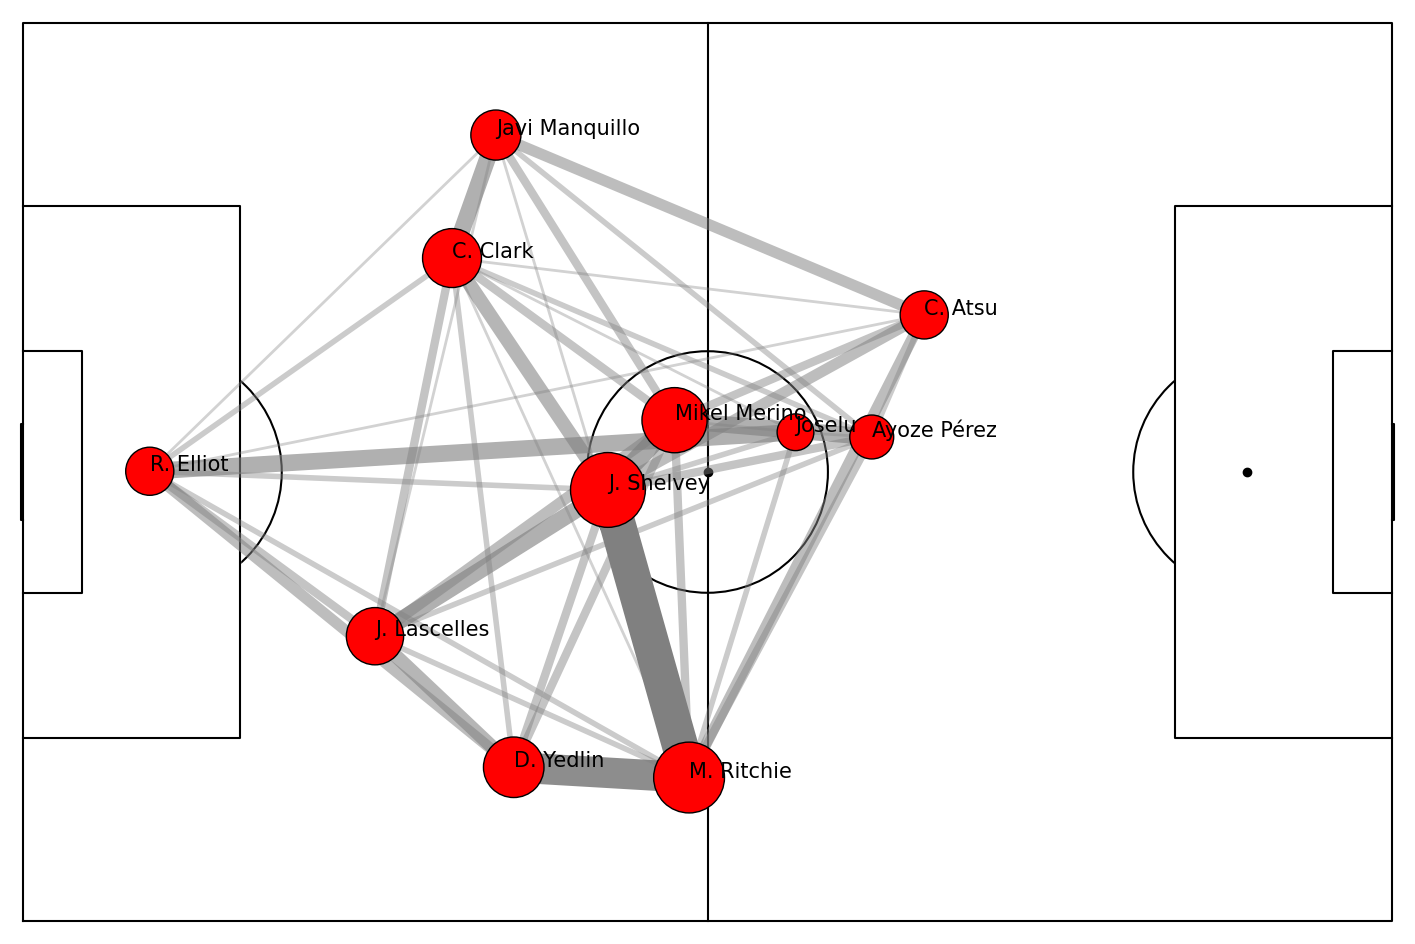 Javi Manquillo
C. Clark
C. Atsu
Mikel Merino
Joselu
Ayoze Pérez
R. Elliot
J. Shelvey
J. Lascelles
D. Yedlin
M. Ritchie